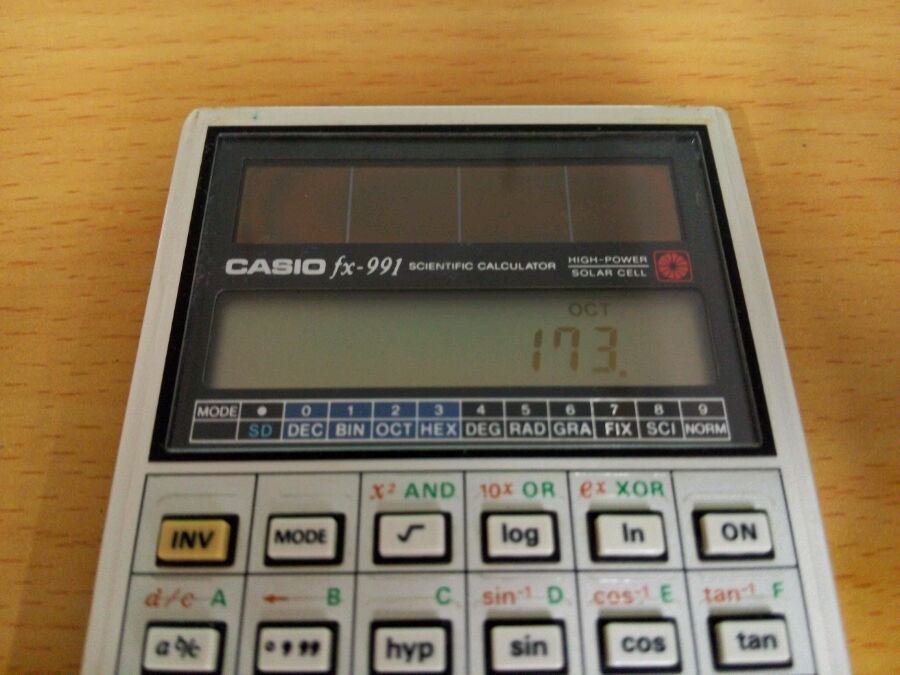 CASIO fx-991 SCIENTIFIC CALCULATOR HIGH-POWER
SOLAR CELL
OCT
173.
MODE • 0 1 2 3 4 5 6 7 8 9
SD DEC BIN OCT HEX DEG RAD GRA FIX SCI NORM
x² AND 10ˣ OR eˣ XOR
INV MODE √ log ln ON
d/c A ← B C sin⁻¹ D cos⁻¹ E tan⁻¹ F
a b/c ° ’ ’’ hyp sin cos tan